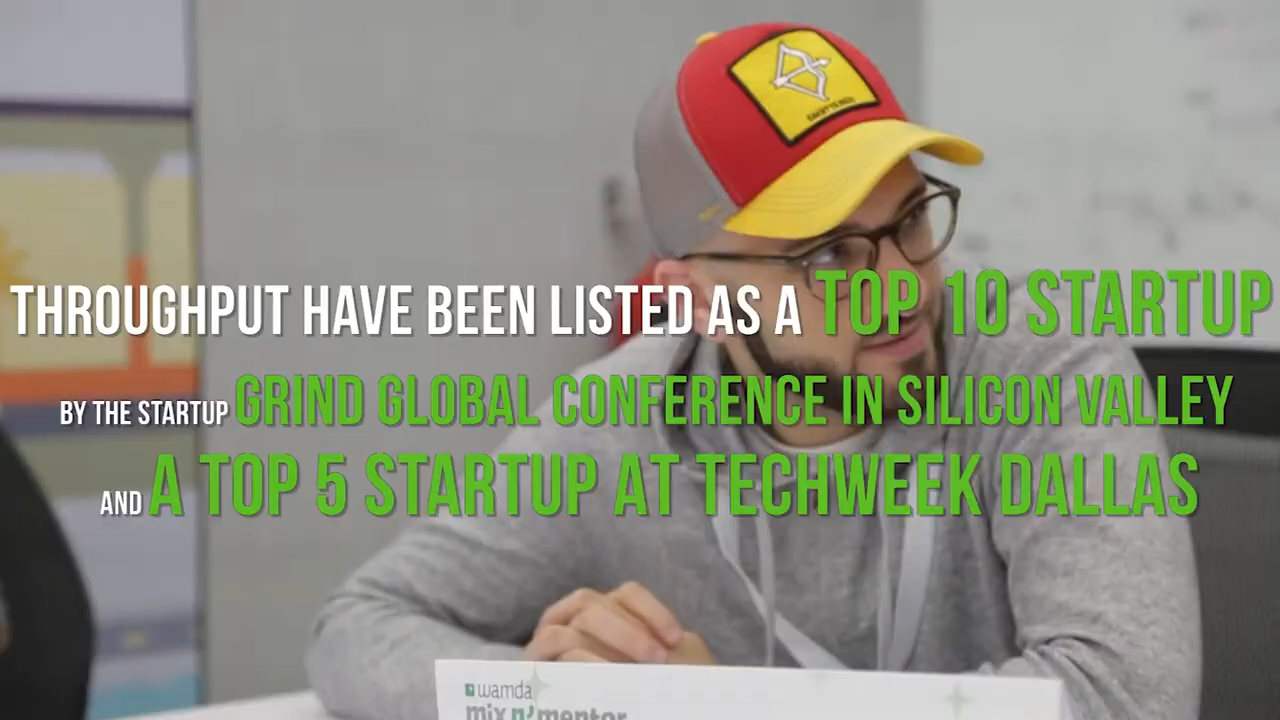 THROUGHPUT HAVE BEEN LISTED AS A TOP 10 STARTUP
BY THE STARTUP GRIND GLOBAL CONFERENCE IN SILICON VALLEY
AND A TOP 5 STARTUP AT TECHWEEK DALLAS
wamda
mix n' mentor